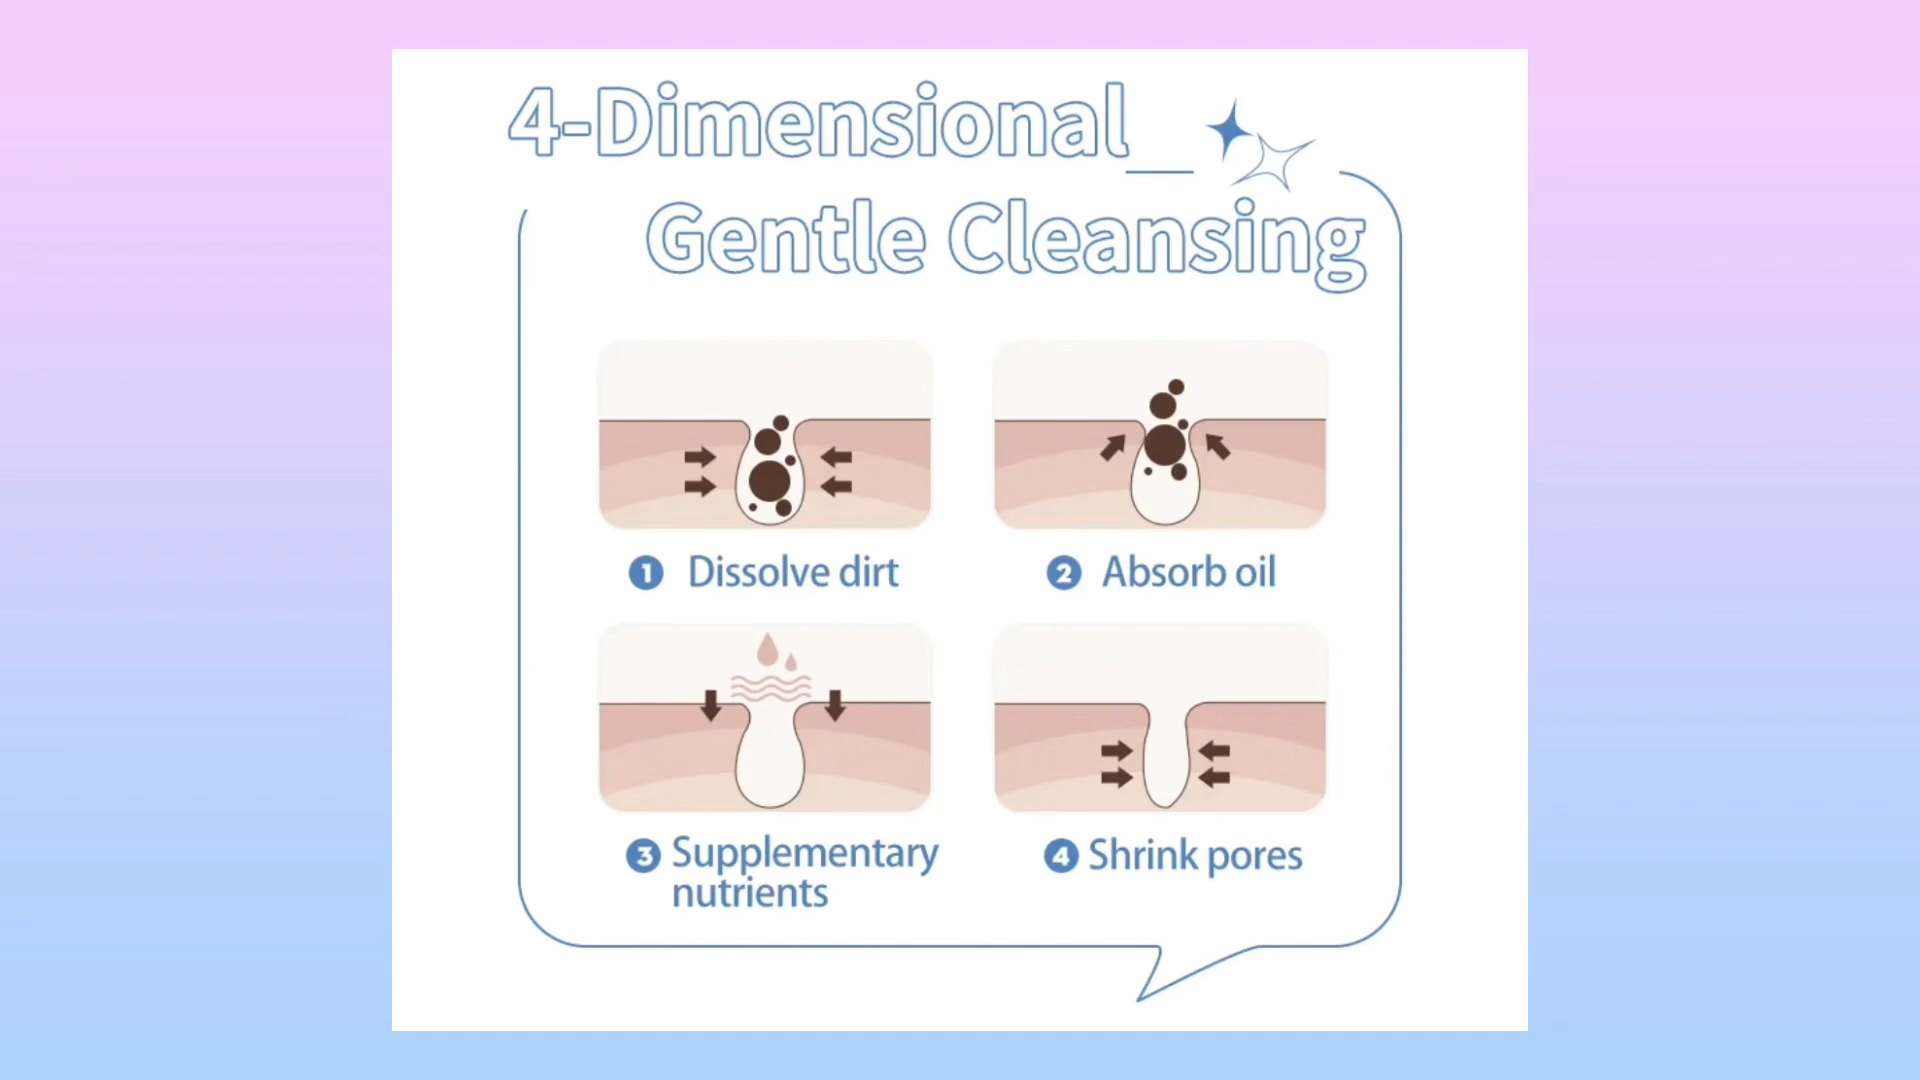 4-Dimensional
Gentle Cleansing
1 Dissolve dirt
2 Absorb oil
3 Supplementary
nutrients
4 Shrink pores